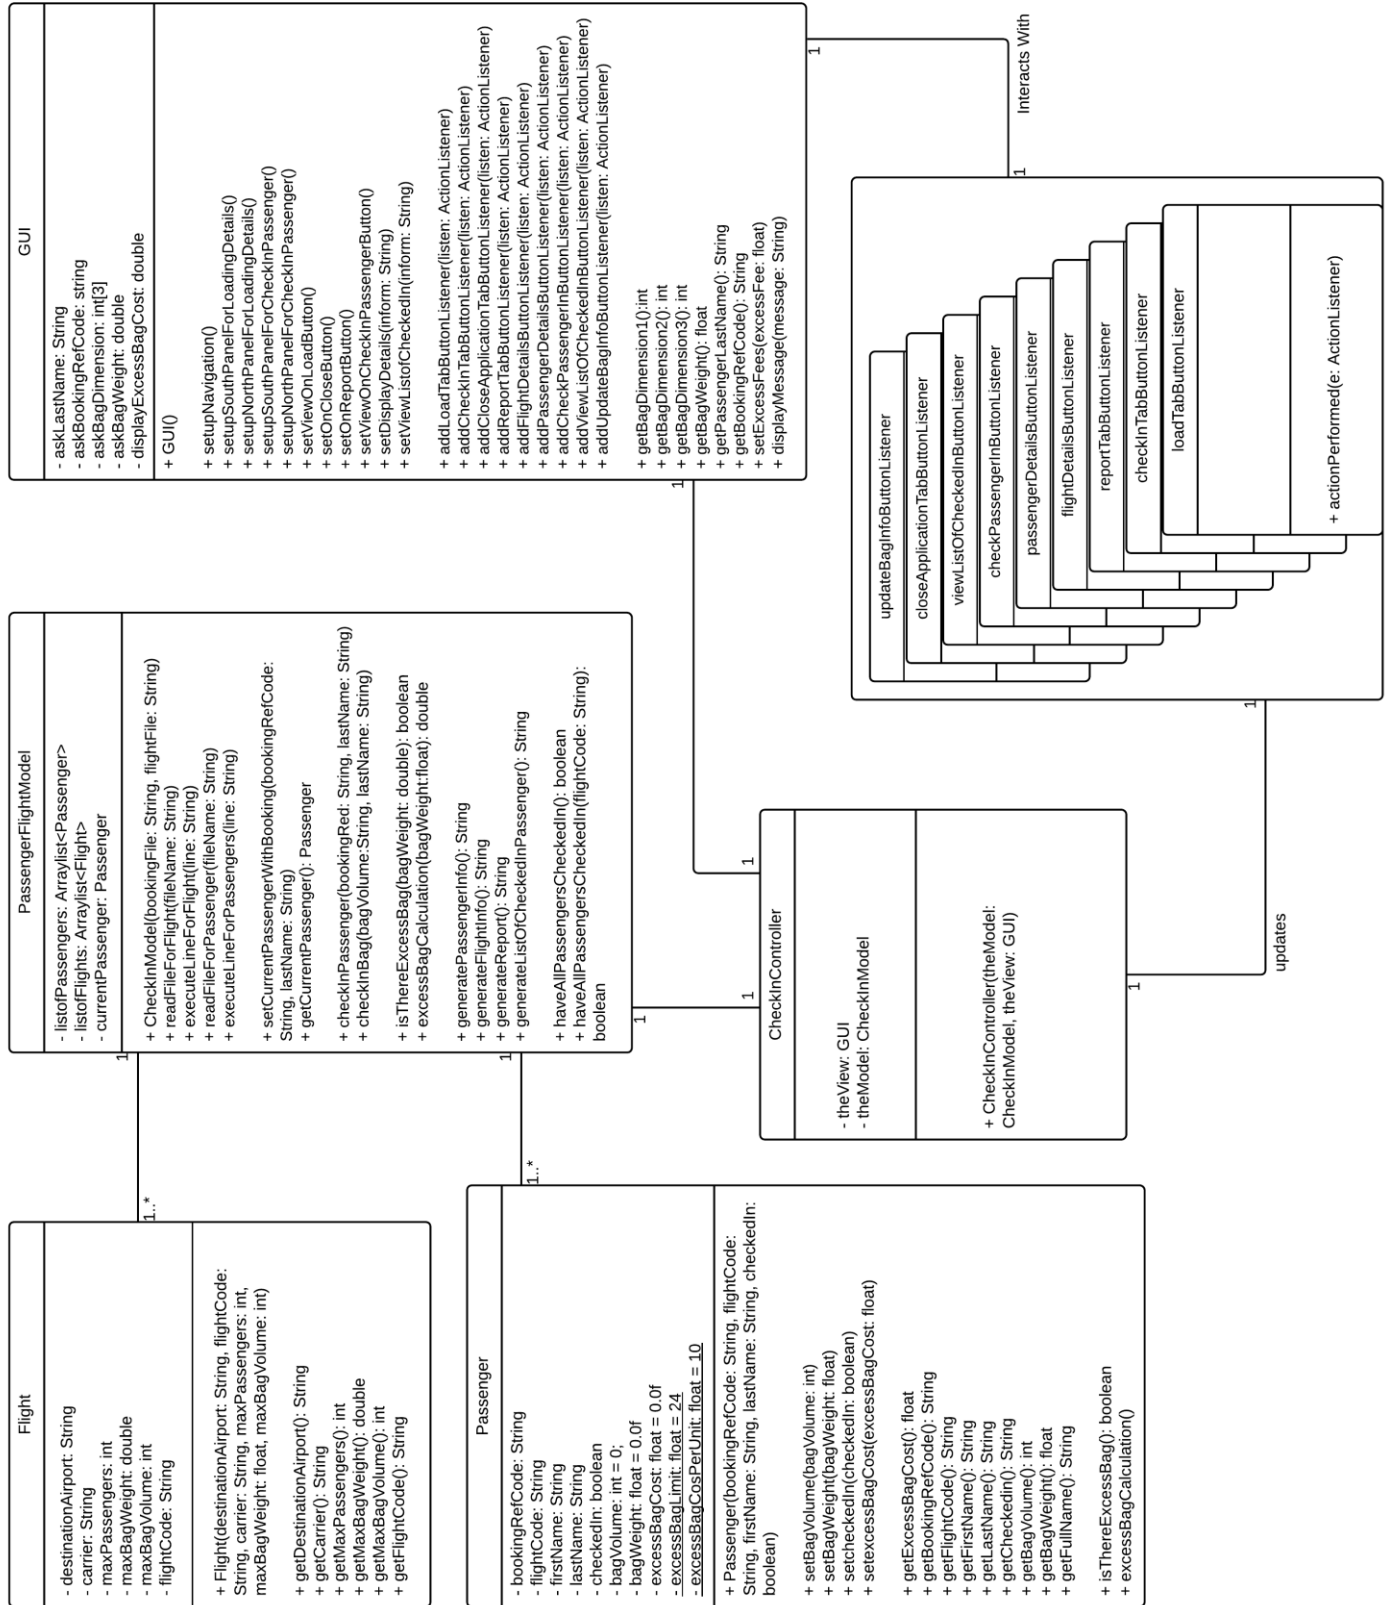 Flight
- destinationAirport: String
- carrier: String
- maxPassengers: int
- maxBagWeight: double
- maxBagVolume: int
- flightCode: String
+ Flight(destinationAirport: String, flightCode:
String, carrier: String, maxPassengers: int,
maxBagWeight: float, maxBagVolume: int)
+ getDestinationAirport(): String
+ getCarrier(): String
+ getMaxPassengers(): int
+ getMaxBagWeight(): double
+ getMaxBagVolume(): int
+ getFlightCode(): String
1..*
1
PassengerFlightModel
- listofPassengers: Arraylist<Passenger>
- listofFlights: Arraylist<Flight>
- currentPassenger: Passenger
+ CheckInModel(bookingFile: String, flightFile: String)
+ readFileForFlight(fileName: String)
+ executeLineForFlight(line: String)
+ readFileForPassenger(fileName: String)
+ executeLineForPassengers(line: String)
+ setCurrentPassengerWithBooking(bookingRefCode:
String, lastName: String)
+ getCurrentPassenger(): Passenger
+ checkInPassenger(bookingRed: String, lastName: String)
+ checkInBag(bagVolume:String, lastName: String)
+ isThereExcessBag(bagWeight: double): boolean
+ excessBagCalculation(bagWeight:float): double
+ generatePassengerInfo(): String
+ generateFlightInfo(): String
+ generateReport(): String
+ generateListOfCheckedInPassenger(): String
+ haveAllPassengersCheckedIn(): boolean
+ haveAllPassengersChecked(flightCode: String):
boolean
1
1..*
1
1
GUI
- askLastName: String
- askBookingRefCode: string
- askBagDimension: int[3]
- askBagWeight: double
- displayExcessBagCost: double
+ GUI()
+ setupNavigation()
+ setupSouthPanelForLoadingDetails()
+ setupNorthPanelForLoadingDetails()
+ setupSouthPanelForCheckInPassenger()
+ setupNorthPanelForCheckInPassenger()
+ setViewOnLoadButton()
+ setOnCloseButton()
+ setOnReportButton()
+ setViewOnCheckInPassengerButton()
+ setDisplayDetails(inform: String)
+ setViewListofCheckedIn(inform: String)
+ addLoadTabButtonListener(listen: ActionListener)
+ addCheckInTabButtonListener(listen: ActionListener)
+ addCloseApplicationTabButtonListener(listen: ActionListener)
+ addReportTabButtonListener(listen: ActionListener)
+ addFlightDetailsButtonListener(listen: ActionListener)
+ addPassengerDetailsButtonListener(listen: ActionListener)
+ addCheckPassengerInButtonListener(listen: ActionListener)
+ addViewListOfCheckedInButtonListener(listen: ActionListener)
+ addUpdateBagInfoButtonListener(listen: ActionListener)
+ getBagDimension1():int
+ getBagDimension2(): int
+ getBagDimension3(): int
+ getBagWeight(): float
+ getPassengerLastName(): String
+ getBookingRefCode(): String
+ setExcessFees(excessFee: float)
+ displayMessage(message: String)
1
1
1
Interacts With
1
Passenger
- bookingRefCode: String
- flightCode: String
- firstName: String
- lastName: String
- checkedIn: boolean
- bagVolume: int = 0;
- bagWeight: float = 0.0f
- excessBagCost: float = 0.0f
- excessBagLimit: float = 24
- excessBagCosPerUnit: float = 10
+ Passenger(bookingRefCode: String, flightCode:
String, firstName: String, lastName: String, checkedIn:
boolean)
+ setBagVolume(bagVolume: int)
+ setBagWeight(bagWeight: float)
+ setcheckedIn(checkedIn: boolean)
+ setexcessBagCost(excessBagCost: float)
+ getExcessBagCost(): float
+ getBookingRefCode(): String
+ getFlightCode(): String
+ getFirstName(): String
+ getLastName(): String
+ getCheckedin(): String
+ getBagVolume(): int
+ getBagWeight(): float
+ getFullName(): String
+ isThereExcessBag(): boolean
+ excessBagCalculation()
CheckInController
- theView: GUI
- theModel: CheckInModel
+ CheckInController(theModel:
CheckInModel, theView: GUI)
1
updates
1
updateBagInfoButtonListener
closeApplicationTabButtonListener
viewListOfCheckedInButtonListener
checkPassengerInButtonListener
passengerDetailsButtonListener
flightDetailsButtonListener
reportTabButtonListener
checkInTabButtonListener
loadTabButtonListener
+ actionPerformed(e: ActionListener)